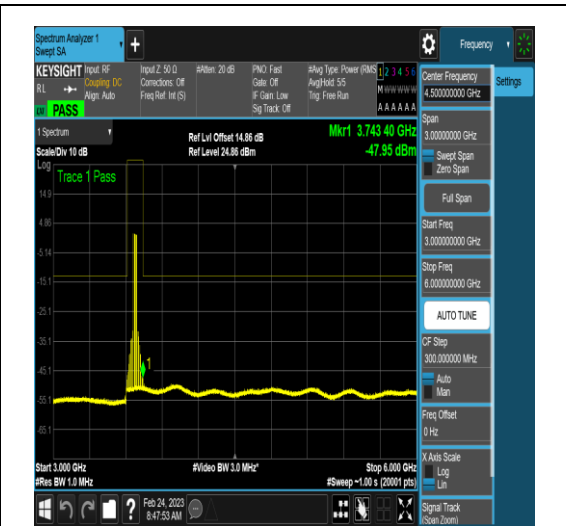 Spectrum Analyzer 1
Swept SA
+
Frequency
KEYSIGHT
RL
Input: RF
Coupling: DC
Align: Auto
Input Z: 50 Ω
Corrections: Off
Freq Ref: Int (S)
#Atten: 20 dB
PNO: Fast
Gate: Off
IF Gain: Low
Sig Track: Off
#Avg Type: Power (RMS
Avg|Hold: 5/5
Trig: Free Run
1 2 3 4 5 6
M W W W W W
A A A A A A
PASS
1 Spectrum
Scale/Div 10 dB
Ref Lvl Offset 14.86 dB
Ref Level 24.86 dBm
Mkr1 3.743 40 GHz
-47.95 dBm
Log
Trace 1 Pass
14.9
4.86
-5.14
-15.1
-25.1
-35.1
-45.1
-55.1
-65.1
1
Start 3.000 GHz
#Res BW 1.0 MHz
#Video BW 3.0 MHz*
Stop 6.000 GHz
#Sweep ~1.00 s (20001 pts)
Center Frequency
4.500000000 GHz
Settings
Span
3.00000000 GHz
Swept Span
Zero Span
Full Span
Start Freq
3.000000000 GHz
Stop Freq
6.000000000 GHz
AUTO TUNE
CF Step
300.000000 MHz
Auto
Man
Freq Offset
0 Hz
X Axis Scale
Log
Lin
Signal Track
(Span Zoom)
?
Feb 24, 2023
8:47:53 AM